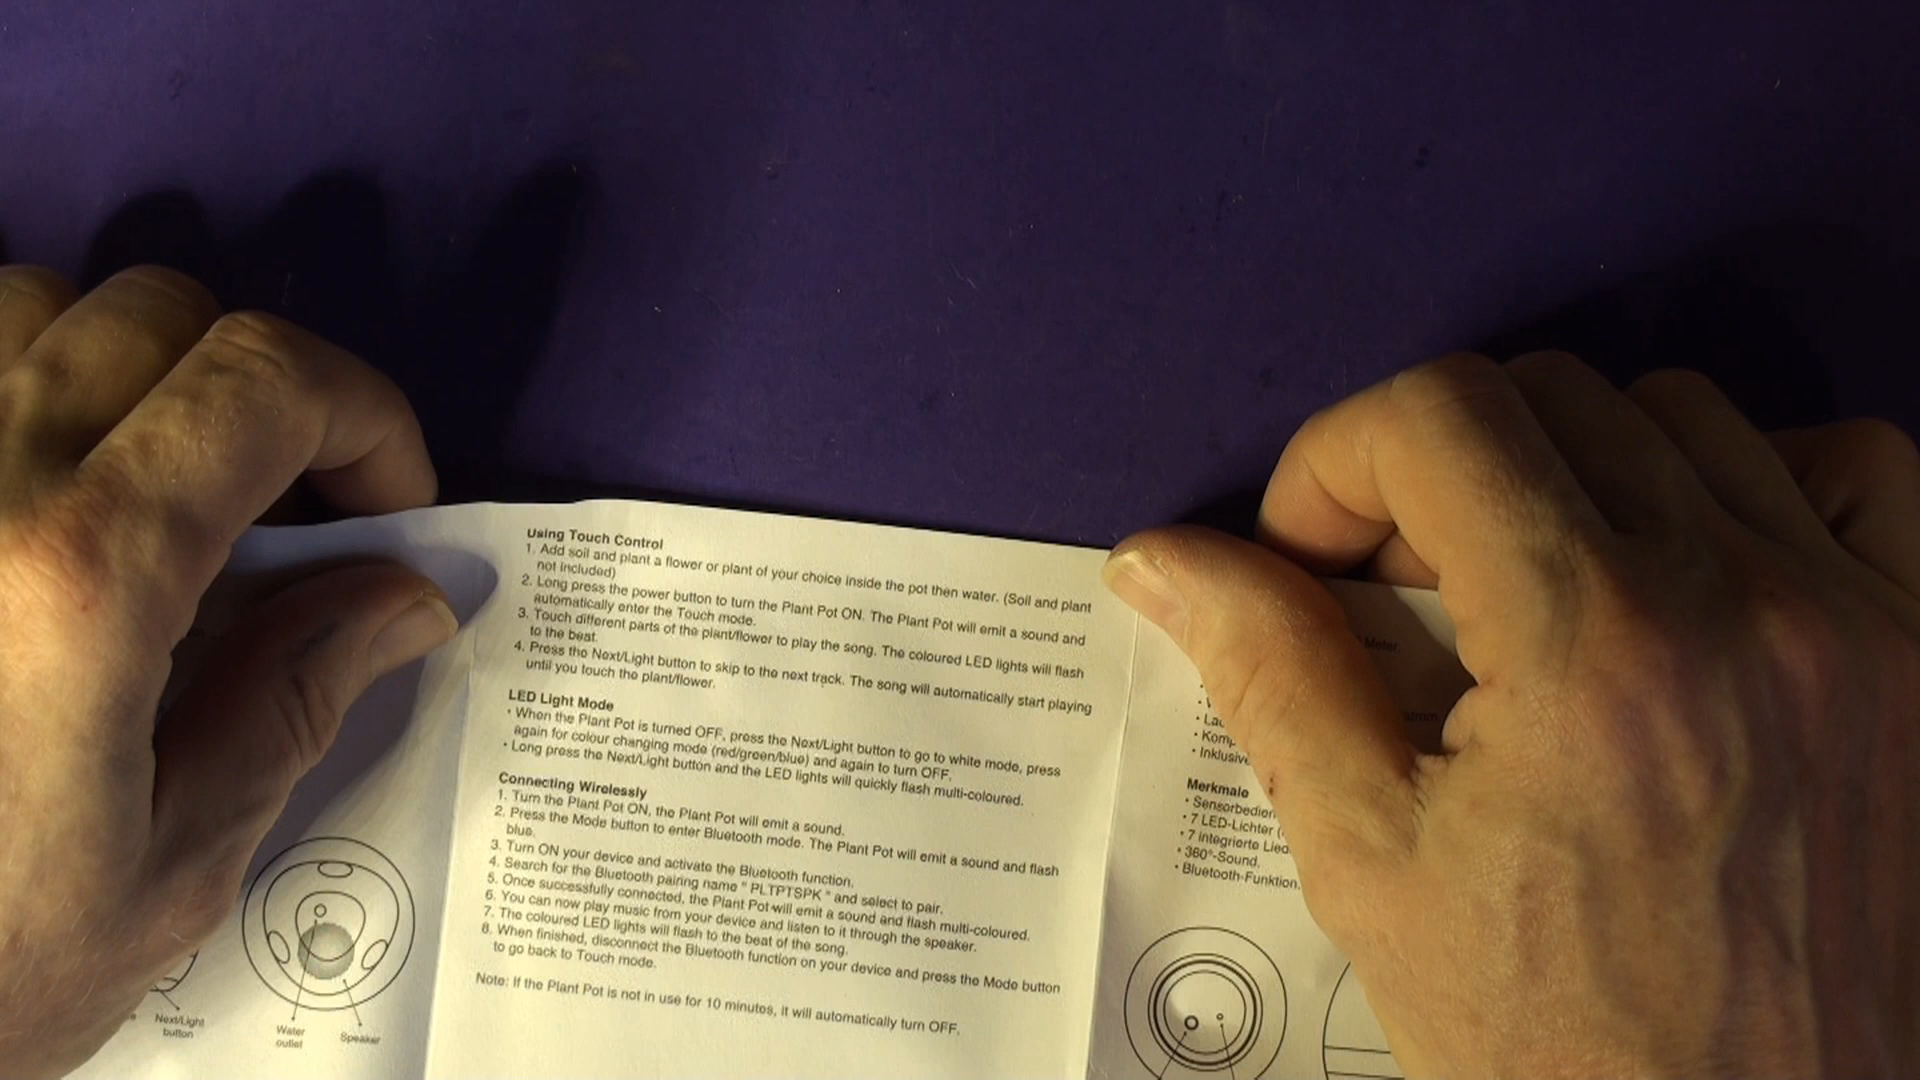 Using Touch Control
1. Add soil and plant a flower or plant of your choice inside the pot then water. (Soil and plant
not included)
2. Long press the power button to turn the Plant Pot ON. The Plant Pot will emit a sound and
automatically enter the Touch mode.
3. Touch different parts of the plant/flower to play the song. The coloured LED lights will flash
to the beat.
4. Press the Next/Light button to skip to the next track. The song will automatically start playing
until you touch the plant/flower.
LED Light Mode
• When the Plant Pot is turned OFF, press the Next/Light button to go to white mode, press
again for colour changing mode (red/green/blue) and again to turn OFF.
• Long press the Next/Light button and the LED lights will quickly flash multi-coloured.
Connecting Wirelessly
1. Turn the Plant Pot ON, the Plant Pot will emit a sound.
2. Press the Mode button to enter Bluetooth mode. The Plant Pot will emit a sound and flash
blue.
3. Turn ON your device and activate the Bluetooth function.
4. Search for the Bluetooth pairing name " PLTPTSPK " and select to pair.
5. Once successfully connected, the Plant Pot will emit a sound and flash multi-coloured.
6. You can now play music from your device and listen to it through the speaker.
7. The coloured LED lights will flash to the beat of the song.
8. When finished, disconnect the Bluetooth function on your device and press the Mode button
to go back to Touch mode.
Note: If the Plant Pot is not in use for 10 minutes, it will automatically turn OFF.
Next/Light
button
Water
outlet
Speaker
Meter
• Inklusive
Merkmale
• 7 LED-Lichter
• 7 integrierte
• 360°-Sound.
• Bluetooth-Funktion.